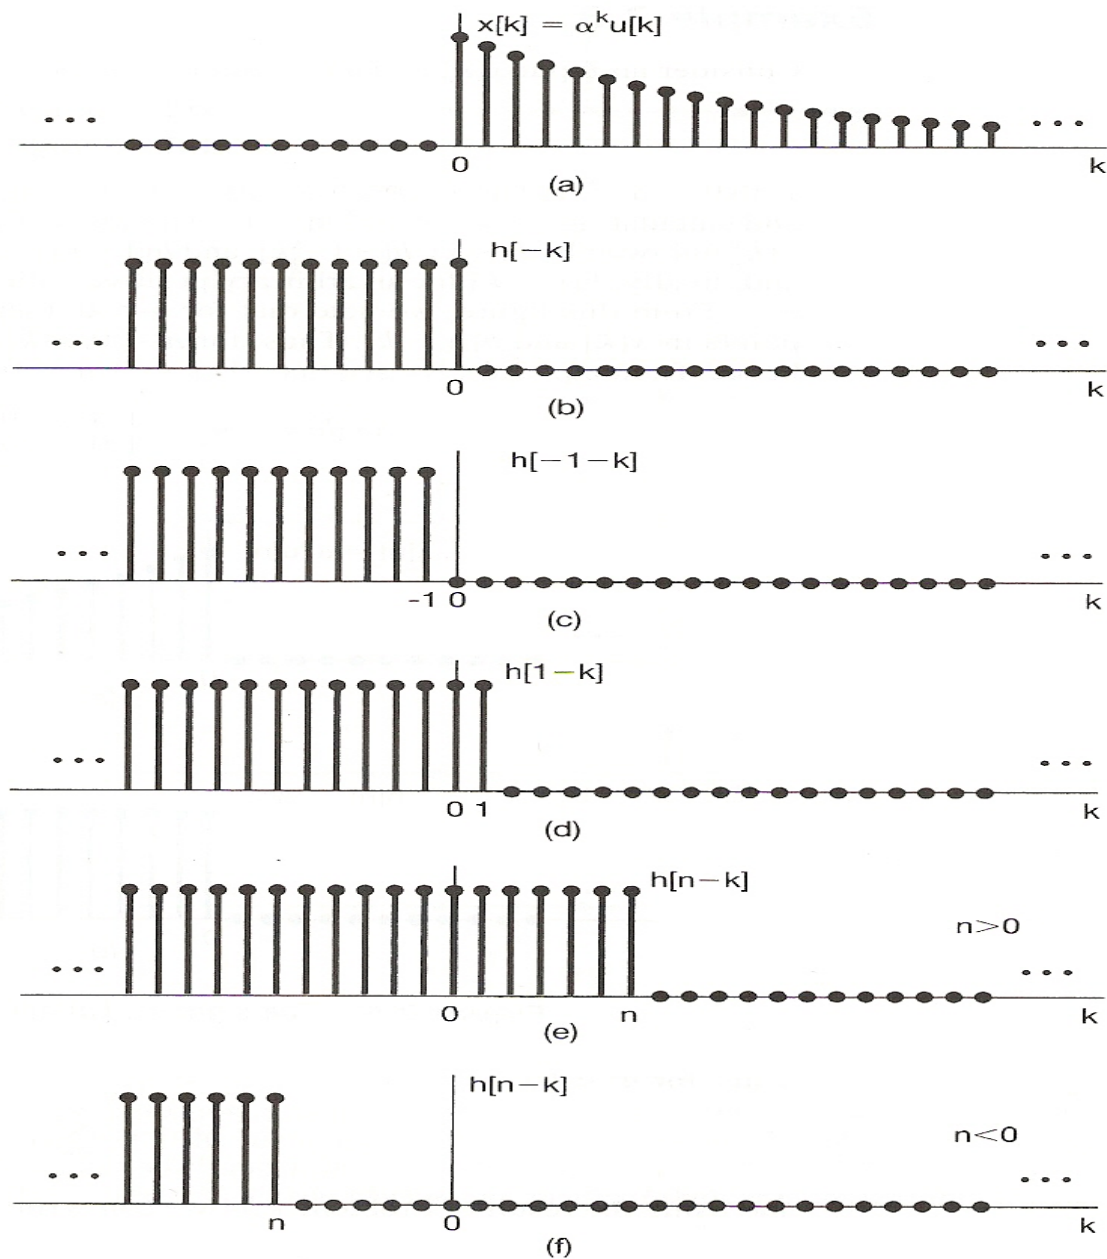 x[k] = α^k u[k]
• • •
• • •
0
k
(a)
h[−k]
• • •
• • •
0
k
(b)
h[−1−k]
• • •
• • •
-1 0
k
(c)
h[1−k]
• • •
• • •
0 1
k
(d)
h[n−k]
n>0
• • •
• • •
0
n
k
(e)
h[n−k]
n<0
• • •
• • •
n
0
k
(f)